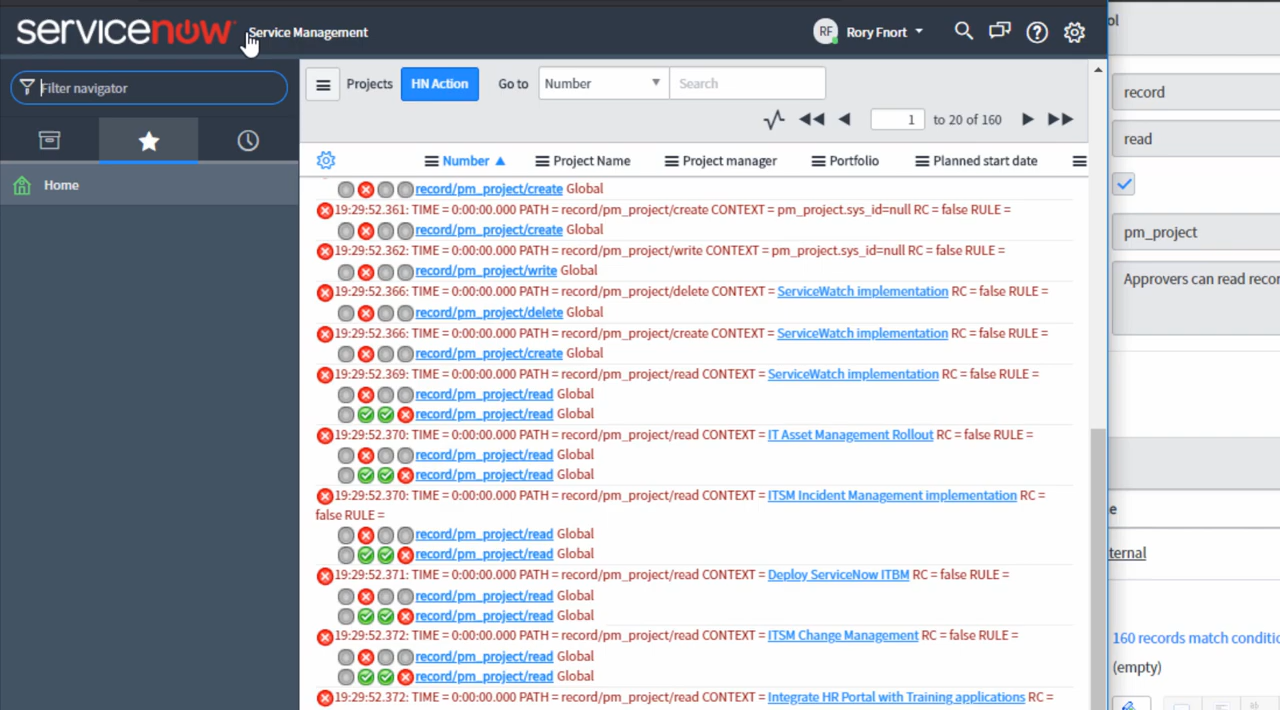 servicenow Service Management
RF Rory Fnort
Filter navigator
Home
Projects HN Action Go to Number Search
1 to 20 of 160
Number Project Name Project manager Portfolio Planned start date
record/pm_project/create Global
19:29:52.361: TIME = 0:00:00.000 PATH = record/pm_project/create CONTEXT = pm_project.sys_id=null RC = false RULE =
record/pm_project/create Global
19:29:52.362: TIME = 0:00:00.000 PATH = record/pm_project/write CONTEXT = pm_project.sys_id=null RC = false RULE =
record/pm_project/write Global
19:29:52.366: TIME = 0:00:00.000 PATH = record/pm_project/delete CONTEXT = ServiceWatch implementation RC = false RULE =
record/pm_project/delete Global
19:29:52.366: TIME = 0:00:00.000 PATH = record/pm_project/create CONTEXT = ServiceWatch implementation RC = false RULE =
record/pm_project/create Global
19:29:52.369: TIME = 0:00:00.000 PATH = record/pm_project/read CONTEXT = ServiceWatch implementation RC = false RULE =
record/pm_project/read Global
record/pm_project/read Global
19:29:52.370: TIME = 0:00:00.000 PATH = record/pm_project/read CONTEXT = IT Asset Management Rollout RC = false RULE =
record/pm_project/read Global
record/pm_project/read Global
19:29:52.370: TIME = 0:00:00.000 PATH = record/pm_project/read CONTEXT = ITSM Incident Management implementation RC =
false RULE =
record/pm_project/read Global
record/pm_project/read Global
19:29:52.371: TIME = 0:00:00.000 PATH = record/pm_project/read CONTEXT = Deploy ServiceNow ITBM RC = false RULE =
record/pm_project/read Global
record/pm_project/read Global
19:29:52.372: TIME = 0:00:00.000 PATH = record/pm_project/read CONTEXT = ITSM Change Management RC = false RULE =
record/pm_project/read Global
record/pm_project/read Global
19:29:52.372: TIME = 0:00:00.000 PATH = record/pm_project/read CONTEXT = Integrate HR Portal with Training applications RC =
ol
record
read
pm_project
Approvers can read recor
e
ternal
160 records match conditio
(empty)